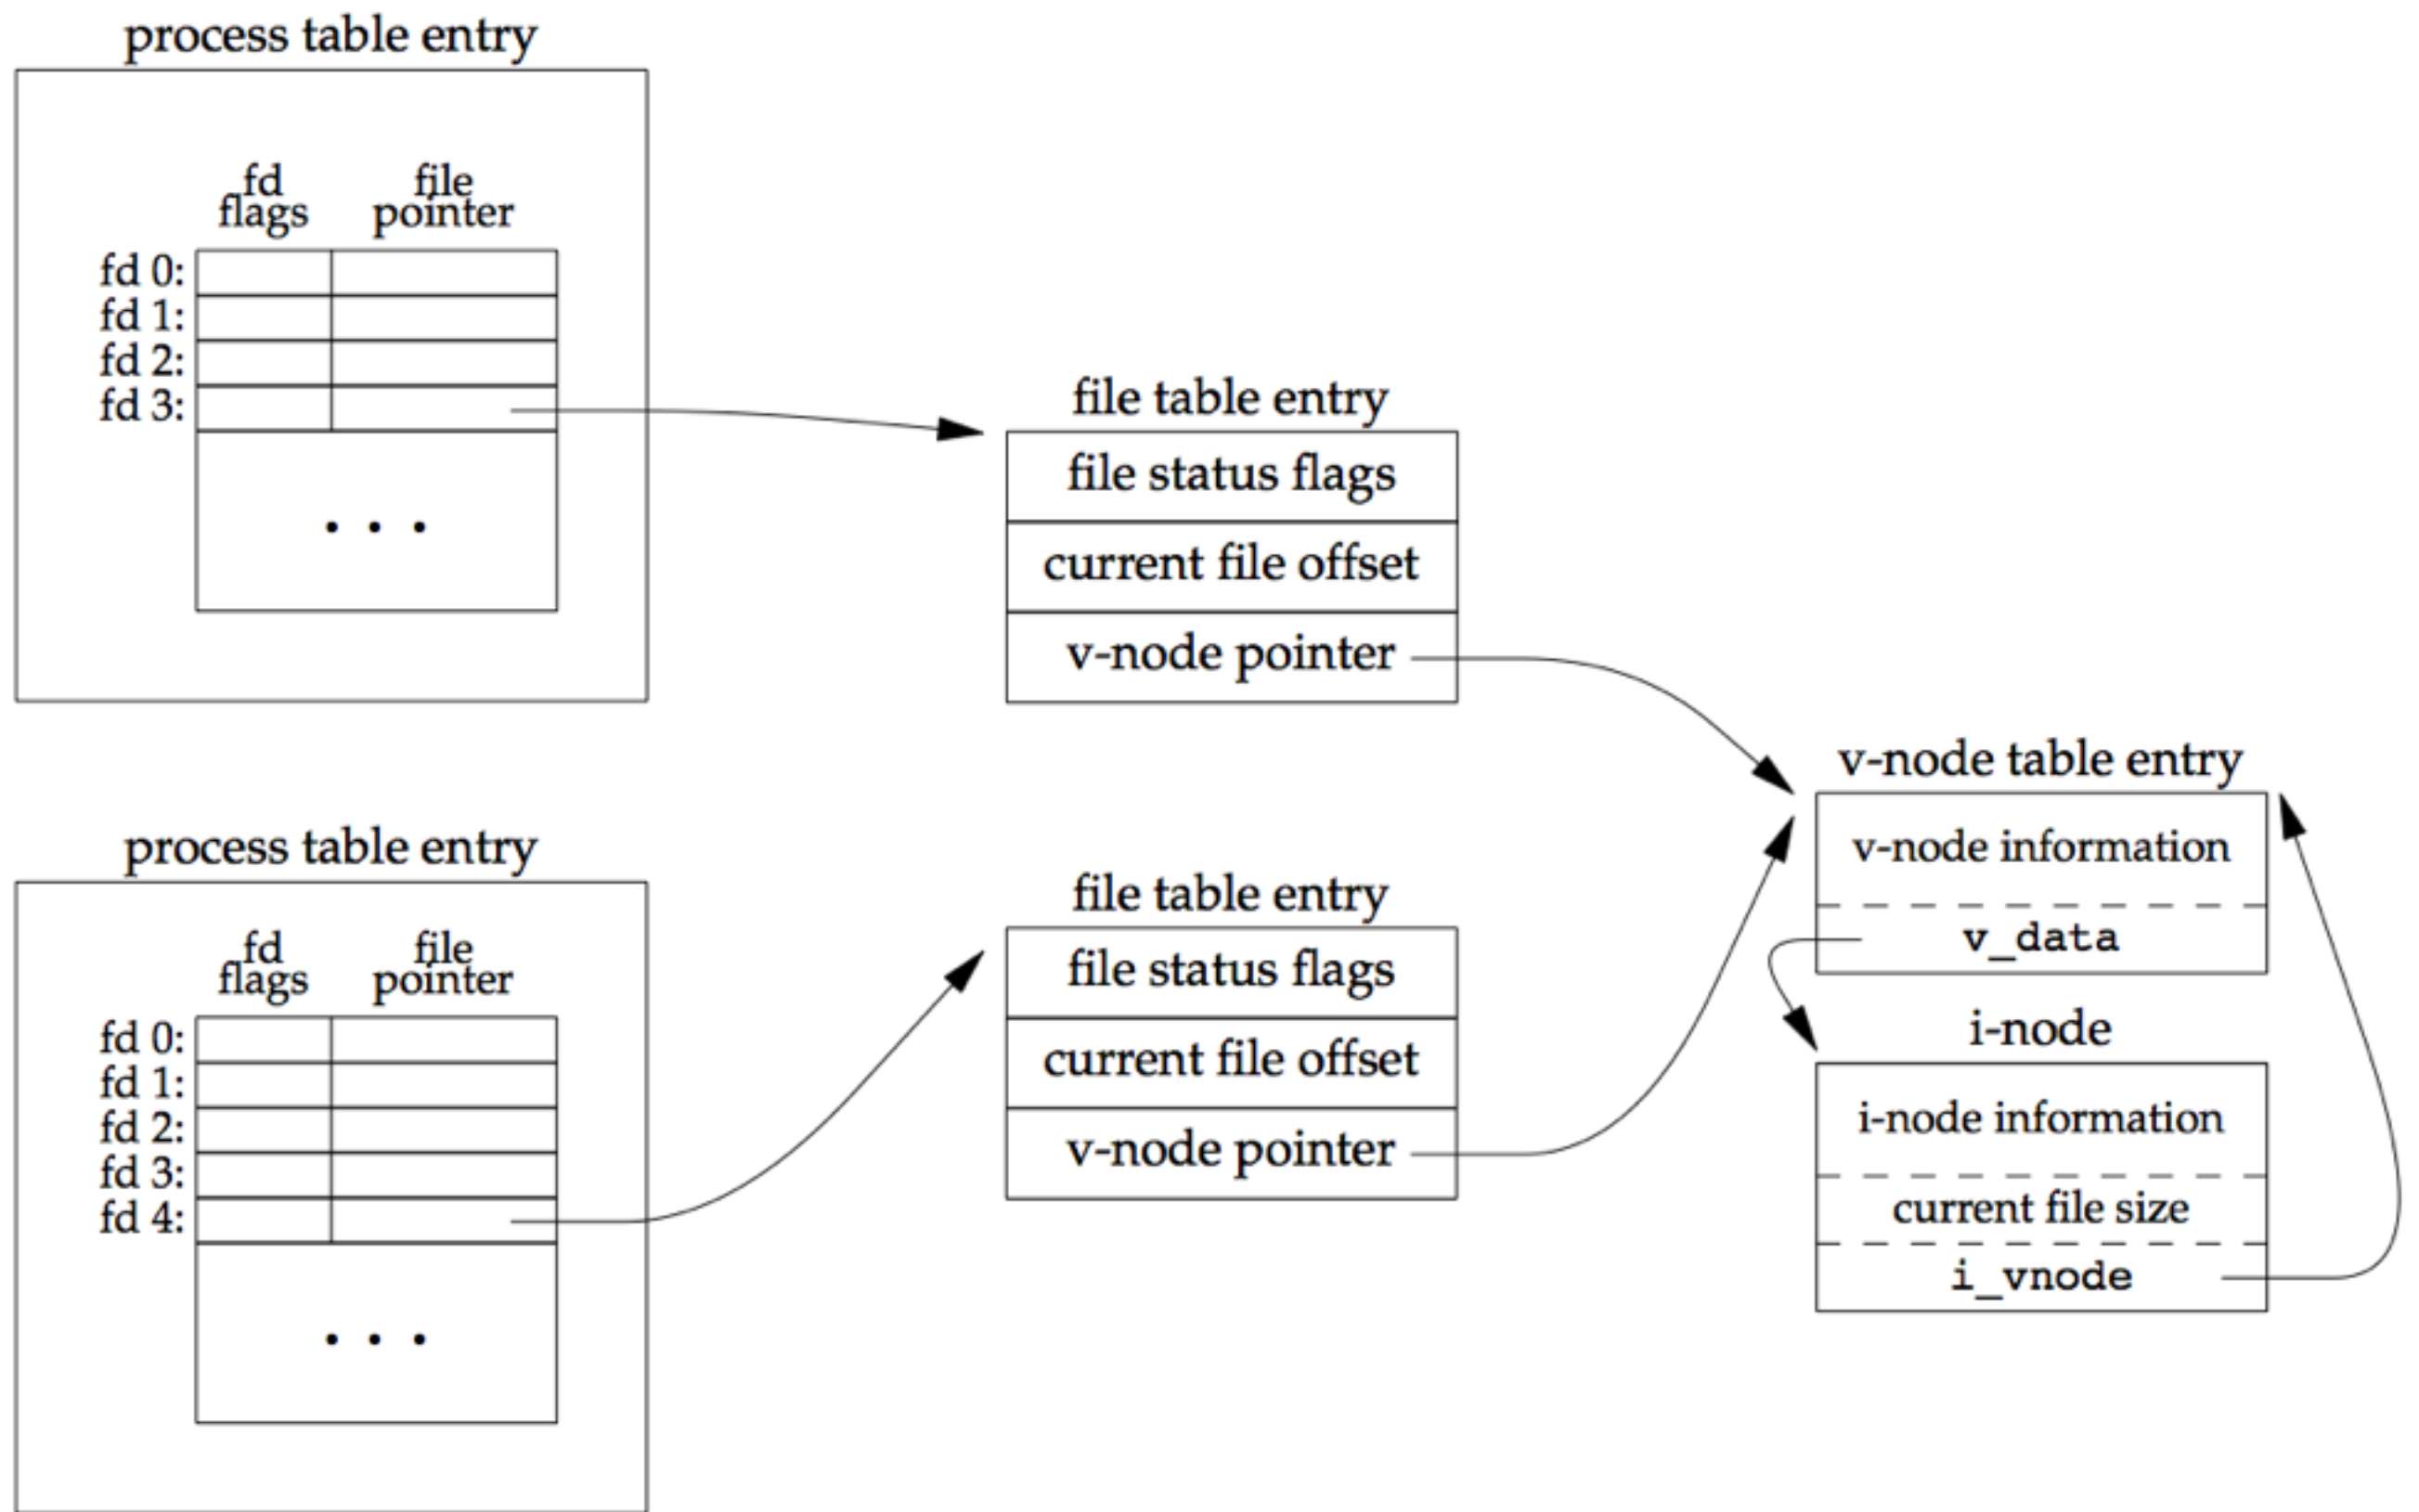 process table entry
fd file
flags pointer
fd 0:
fd 1:
fd 2:
fd 3:
. . .
file table entry
file status flags
current file offset
v-node pointer
process table entry
fd file
flags pointer
fd 0:
fd 1:
fd 2:
fd 3:
fd 4:
. . .
file table entry
file status flags
current file offset
v-node pointer
v-node table entry
v-node information
v_data
i-node
i-node information
current file size
i_vnode